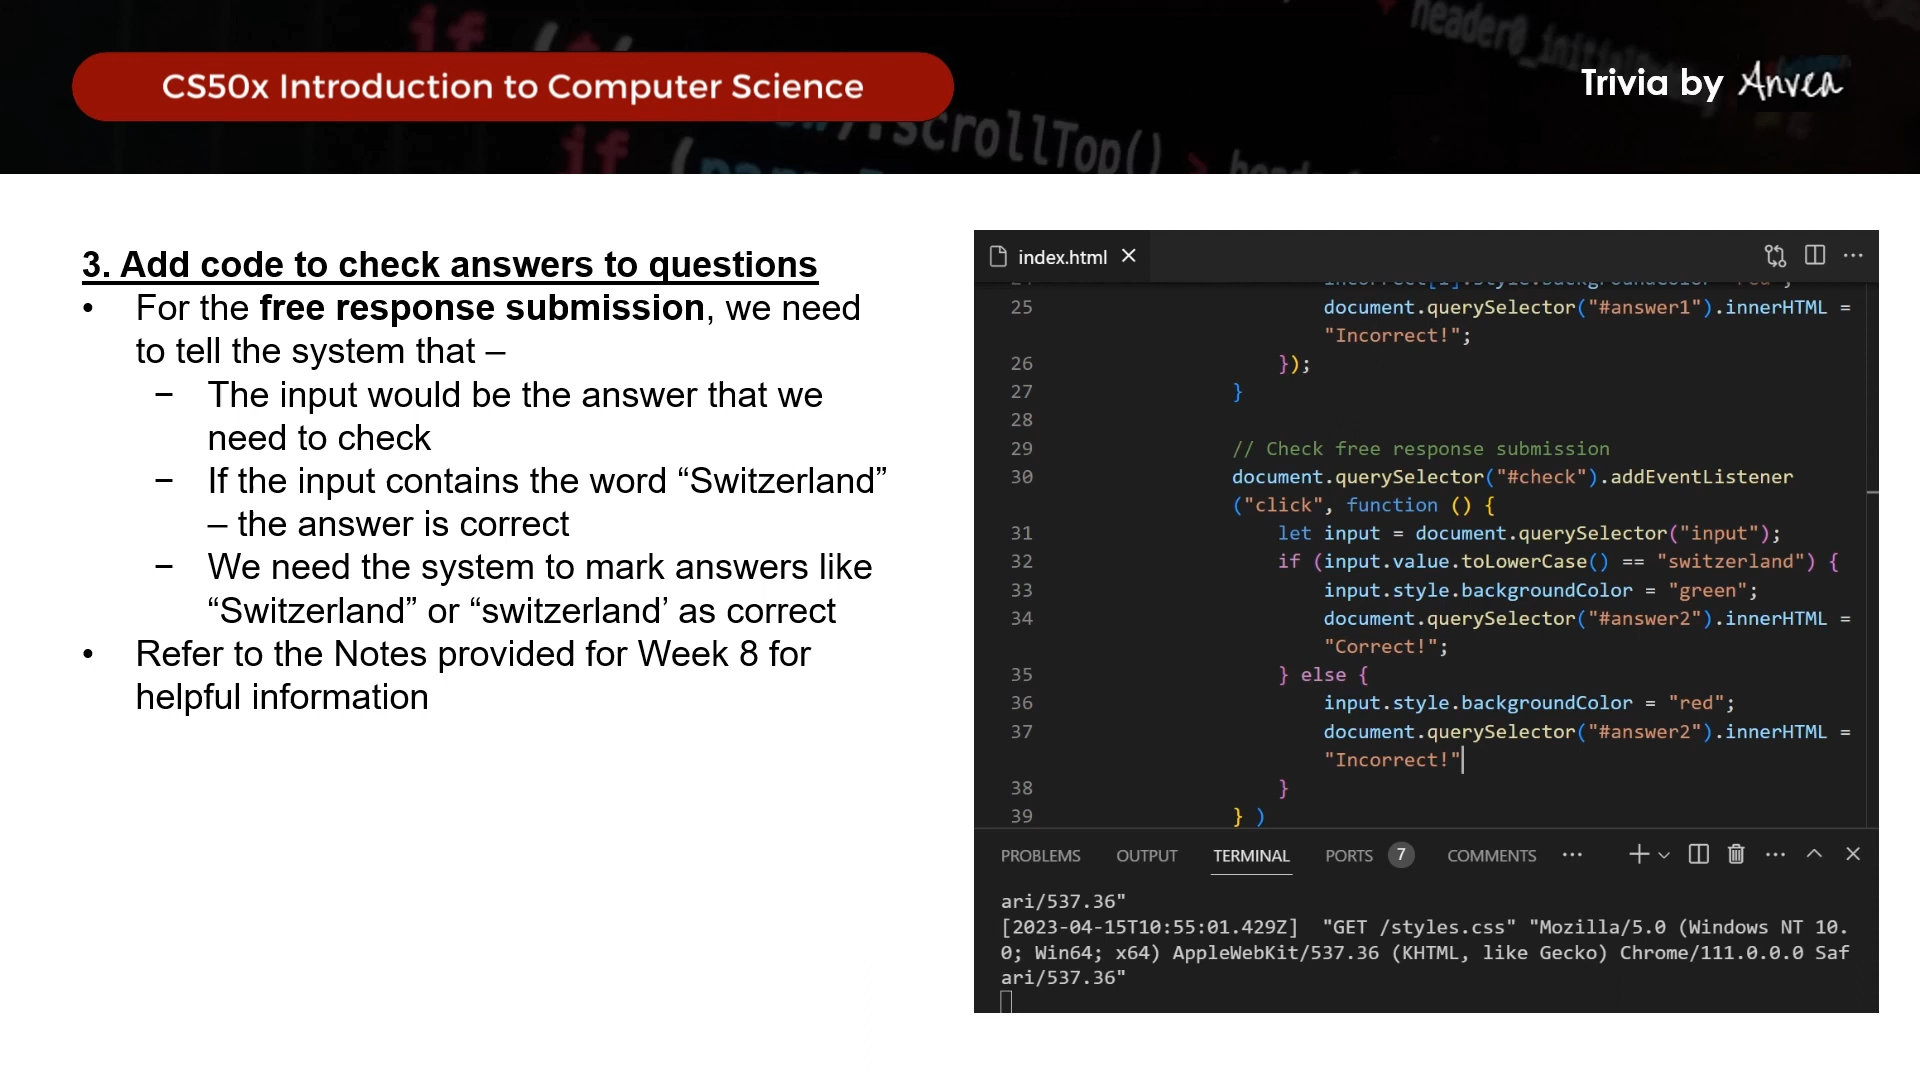 if (
header0_initi
CS50x Introduction to Computer Science
Trivia by Anvea
.scrollTop() >
if (
3. Add code to check answers to questions
• For the free response submission, we need
to tell the system that –
− The input would be the answer that we
need to check
− If the input contains the word “Switzerland”
– the answer is correct
− We need the system to mark answers like
“Switzerland” or “switzerland’ as correct
• Refer to the Notes provided for Week 8 for
helpful information
index.html
25 document.querySelector("#answer1").innerHTML =
"Incorrect!";
26 });
27 }
28
29 // Check free response submission
30 document.querySelector("#check").addEventListener
("click", function () {
31 let input = document.querySelector("input");
32 if (input.value.toLowerCase() == "switzerland") {
33 input.style.backgroundColor = "green";
34 document.querySelector("#answer2").innerHTML =
"Correct!";
35 } else {
36 input.style.backgroundColor = "red";
37 document.querySelector("#answer2").innerHTML =
"Incorrect!"
38 }
39 } )
PROBLEMS OUTPUT TERMINAL PORTS 7 COMMENTS
ari/537.36"
[2023-04-15T10:55:01.429Z] "GET /styles.css" "Mozilla/5.0 (Windows NT 10.
0; Win64; x64) AppleWebKit/537.36 (KHTML, like Gecko) Chrome/111.0.0.0 Saf
ari/537.36"